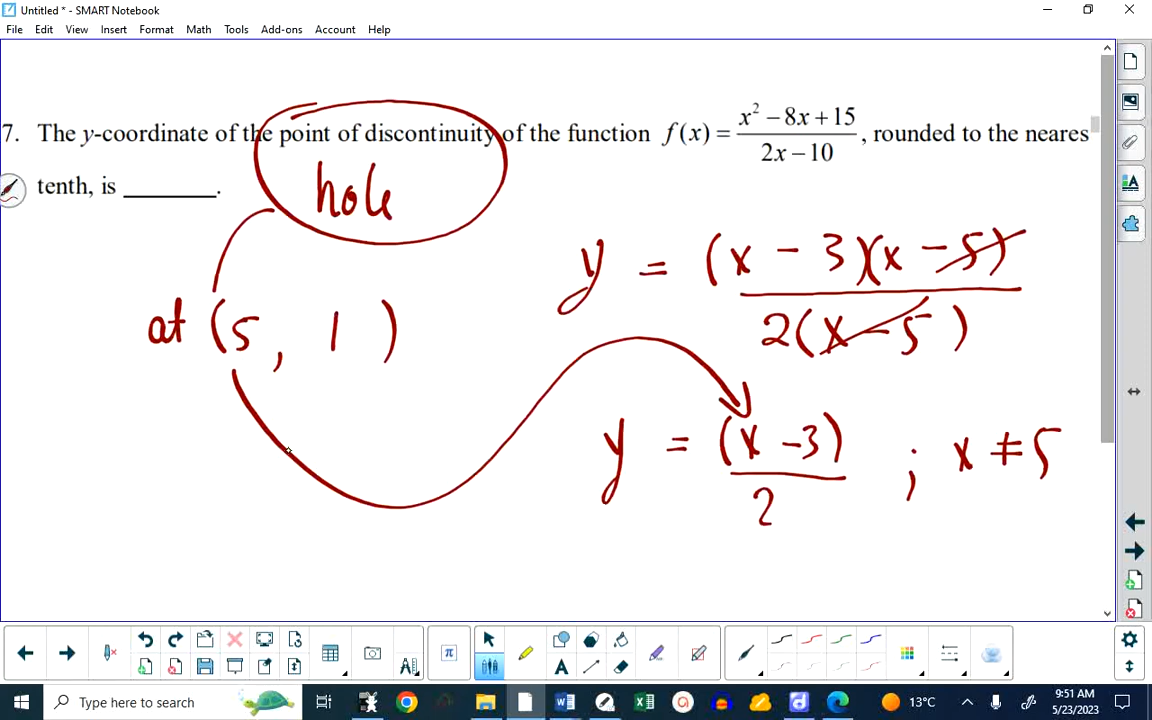 Untitled * - SMART Notebook
File Edit View Insert Format Math Tools Add-ons Account Help
7. The y-coordinate of the point of discontinuity of the function f(x) = (x² − 8x + 15)/(2x − 10), rounded to the neares
tenth, is ________.
hole
y = (x − 3)(x − 5)
2(x − 5)
at (5, 1)
y = (x − 3)
2
; x ≠ 5
π
A
Type here to search
13°C
9:51 AM
5/23/2023